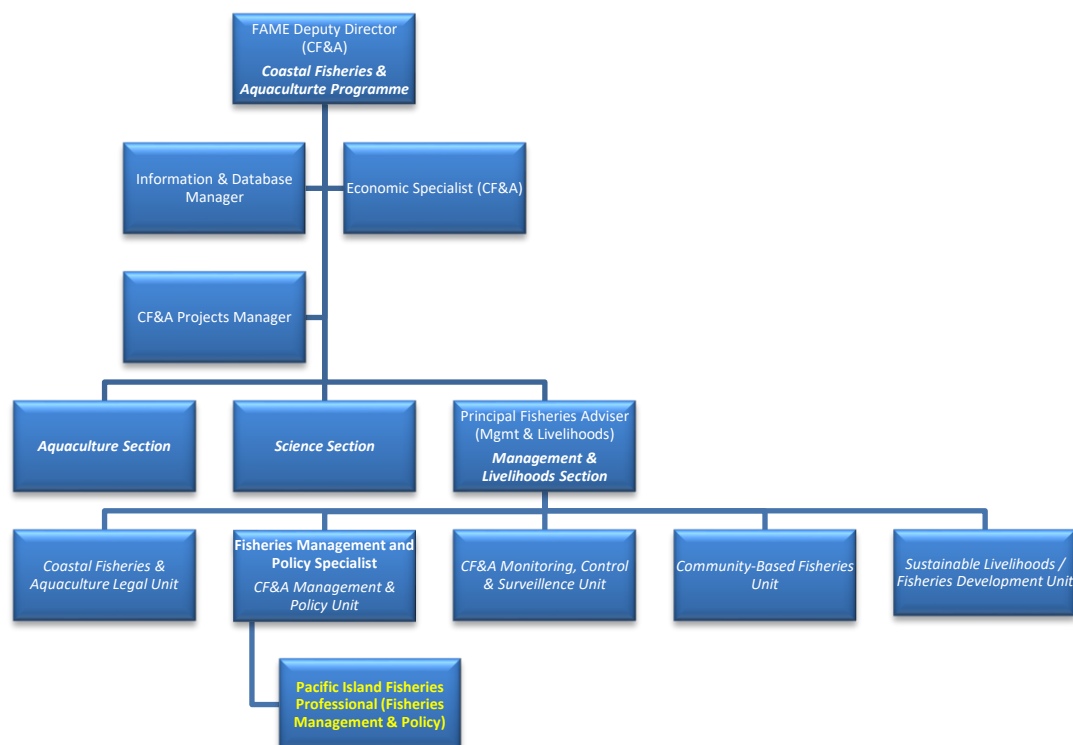 FAME Deputy Director
(CF&A)
Coastal Fisheries &
Aquaculturte Programme
Information & Database
Manager
Economic Specialist (CF&A)
CF&A Projects Manager
Aquaculture Section
Science Section
Principal Fisheries Adviser
(Mgmt & Livelihoods)
Management &
Livelihoods Section
Coastal Fisheries &
Aquaculture Legal Unit
Fisheries Management and
Policy Specialist
CF&A Management &
Policy Unit
CF&A Monitoring, Control
& Surveillence Unit
Community-Based Fisheries
Unit
Sustainable Livelihoods /
Fisheries Development Unit
Pacific Island Fisheries
Professional (Fisheries
Management & Policy)